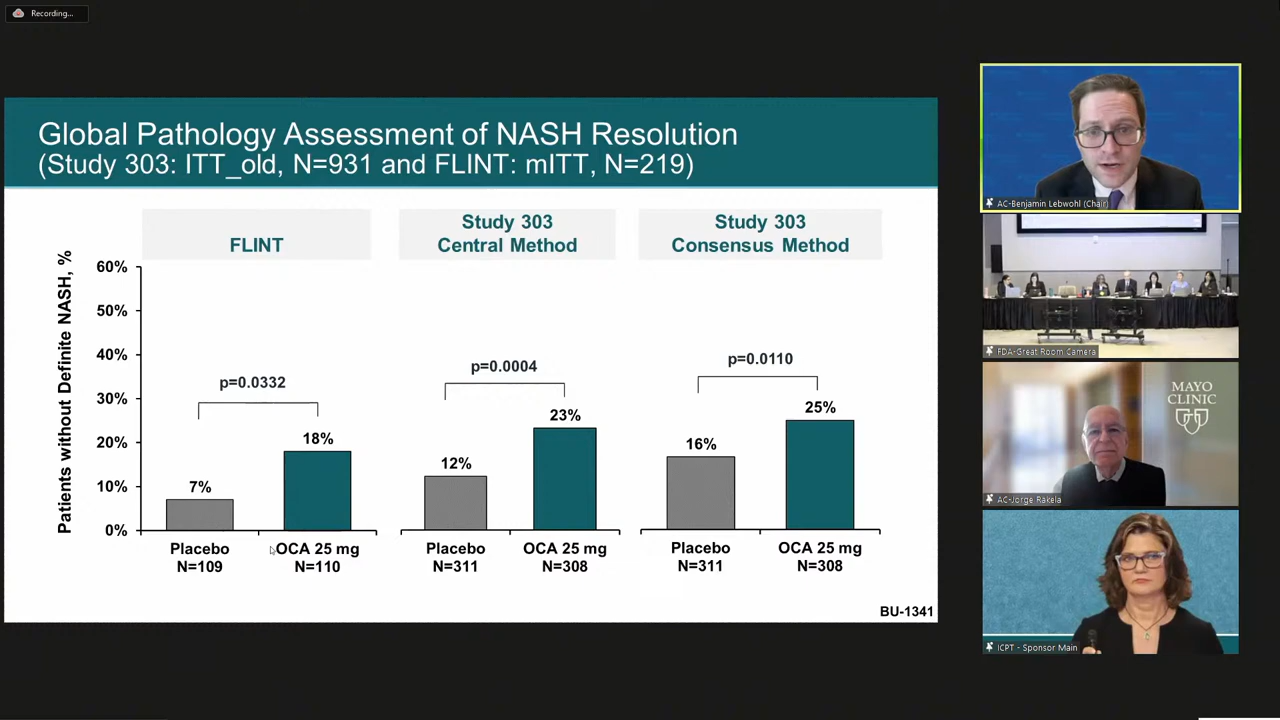 Recording...
Global Pathology Assessment of NASH Resolution
(Study 303: ITT_old, N=931 and FLINT: mITT, N=219)
FLINT
Study 303
Central Method
Study 303
Consensus Method
Patients without Definite NASH, %
60%
50%
40%
30%
20%
10%
0%
p=0.0332
7%
18%
Placebo
N=109
OCA 25 mg
N=110
p=0.0004
12%
23%
Placebo
N=311
OCA 25 mg
N=308
p=0.0110
16%
25%
Placebo
N=311
OCA 25 mg
N=308
BU-1341
AC-Benjamin Lebwohl (Chair)
FDA-Great Room Camera
MAYO
CLINIC
AC-Jorge Rakela
ICPT - Sponsor Main